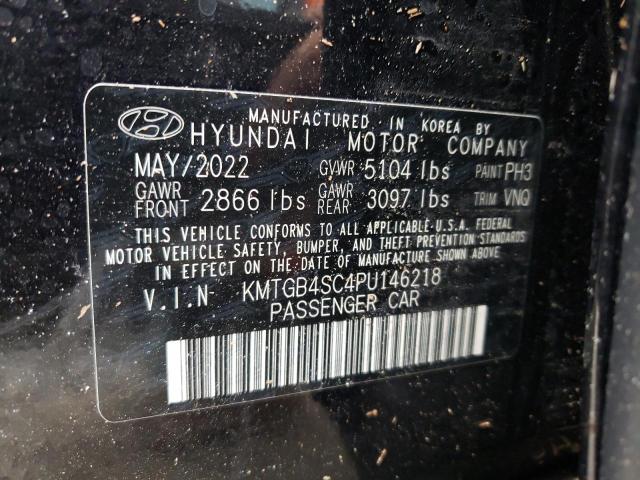 MANUFACTURED IN KOREA BY
HYUNDAI MOTOR COMPANY
MAY/2022 GVWR 5104 lbs PAINT PH3
GAWR FRONT 2866 lbs GAWR REAR 3097 lbs TRIM VNQ
THIS VEHICLE CONFORMS TO ALL APPLICABLE U.S.A. FEDERAL
MOTOR VEHICLE SAFETY, BUMPER, AND THEFT PREVENTION STANDARDS
IN EFFECT ON THE DATE OF MANUFACTURE SHOWN ABOVE
V.I.N KMTGB4SC4PU146218
PASSENGER CAR